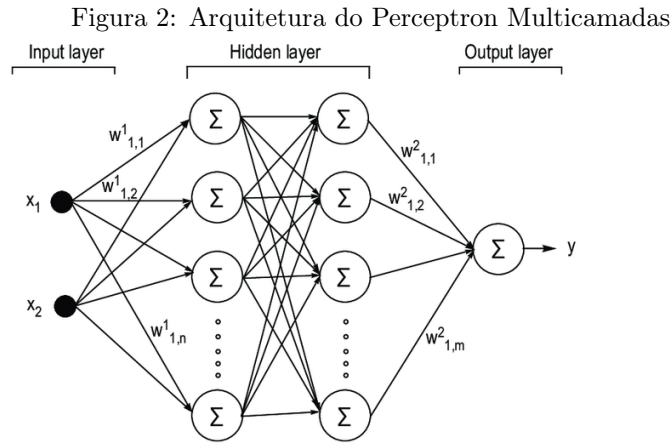 Figura 2: Arquitetura do Perceptron Multicamadas
Input layer
Hidden layer
Output layer
w¹1,1
w¹1,2
w¹1,n
x1
x2
Σ
Σ
Σ
Σ
Σ
Σ
Σ
Σ
w²1,1
w²1,2
w²1,m
Σ
y